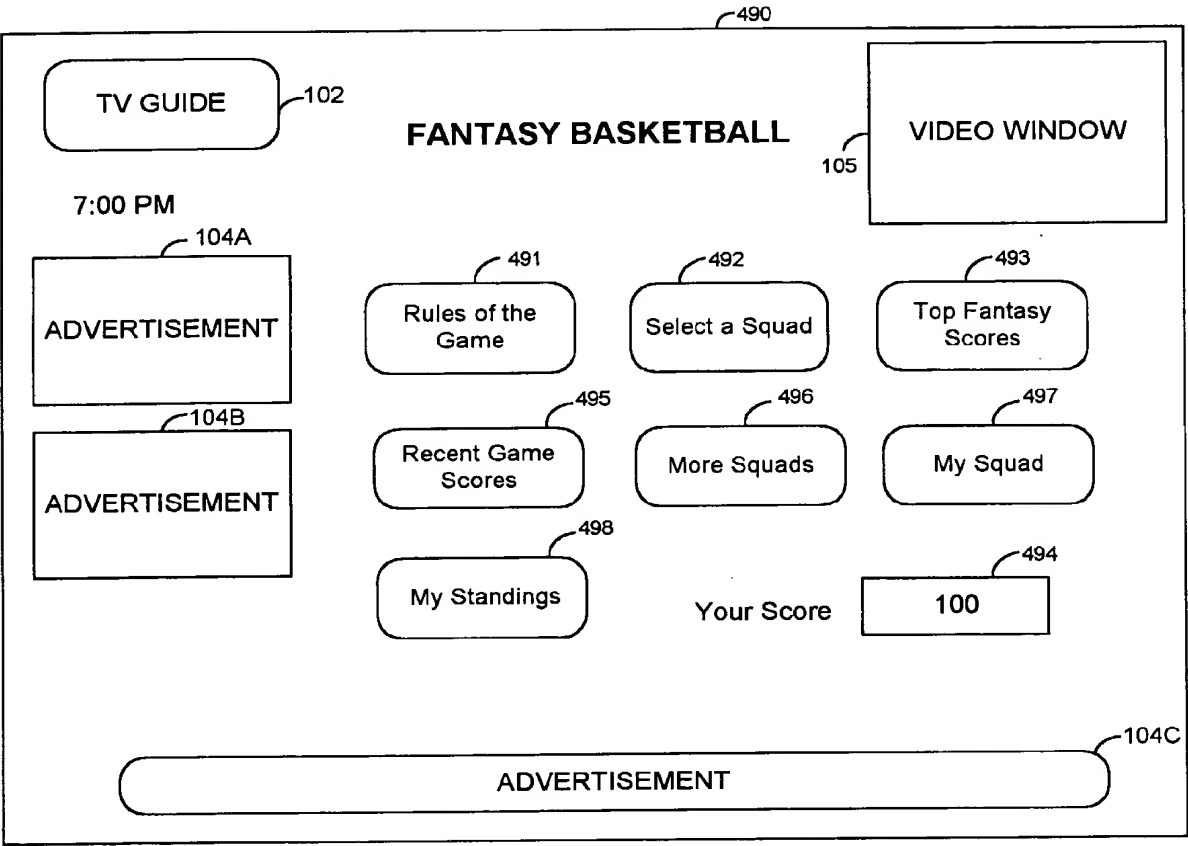 490
TV GUIDE
102
FANTASY BASKETBALL
105
VIDEO WINDOW
7:00 PM
104A
ADVERTISEMENT
104B
ADVERTISEMENT
491
Rules of the
Game
492
Select a Squad
493
Top Fantasy
Scores
495
Recent Game
Scores
496
More Squads
497
My Squad
498
My Standings
Your Score
494
100
104C
ADVERTISEMENT